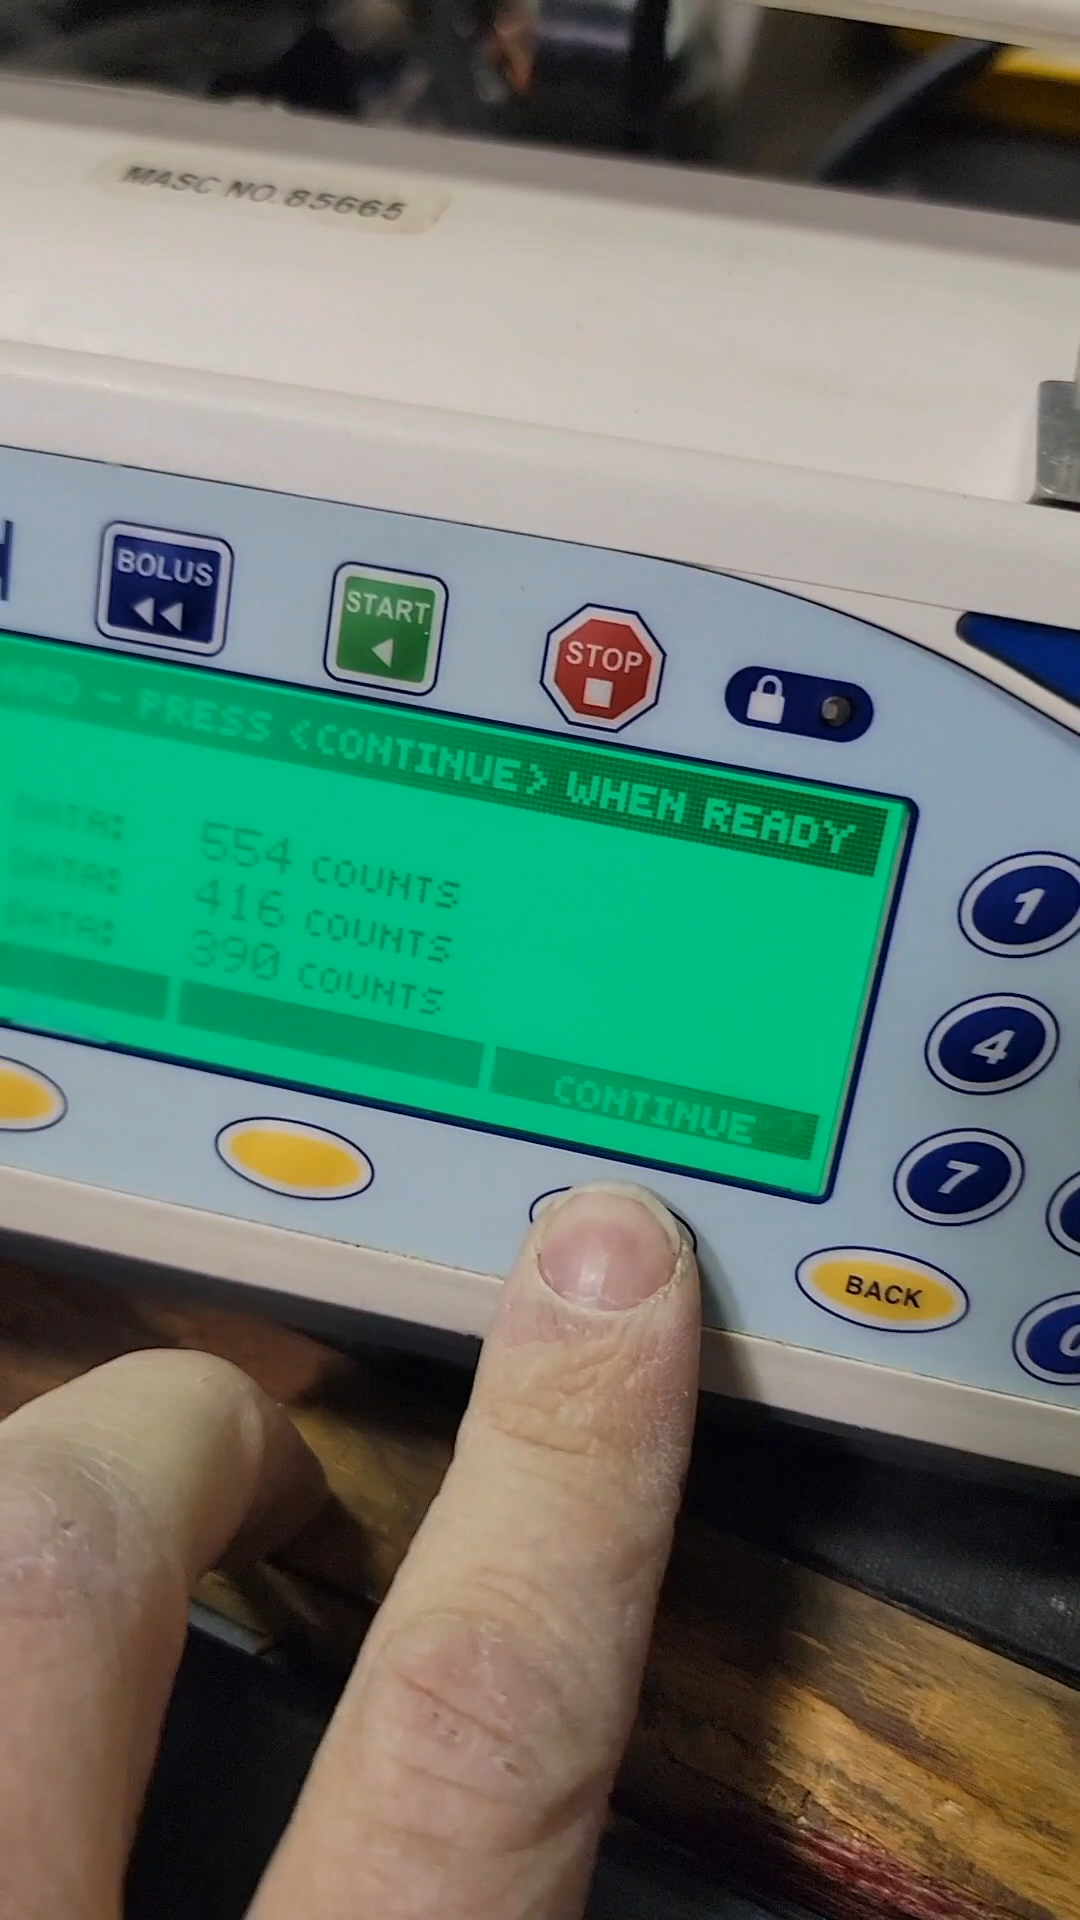 MASC NO. 85665
BOLUS
START
STOP
- PRESS <CONTINUE> WHEN READY
DATA: 554 COUNTS
DATA: 416 COUNTS
DATA: 390 COUNTS
CONTINUE
1
4
7
BACK
0